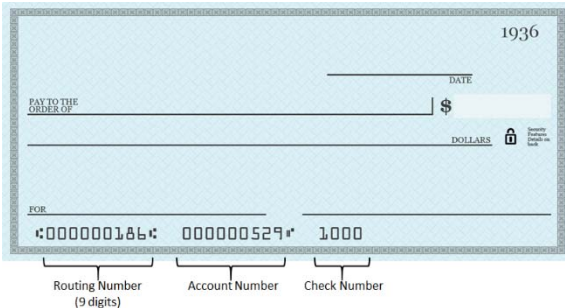 1936
DATE
PAY TO THE
ORDER OF
$
DOLLARS
Security
Features
Details on
back
FOR
⑆000000186⑆ 000000529⑈ 1000
Routing Number
(9 digits)
Account Number
Check Number